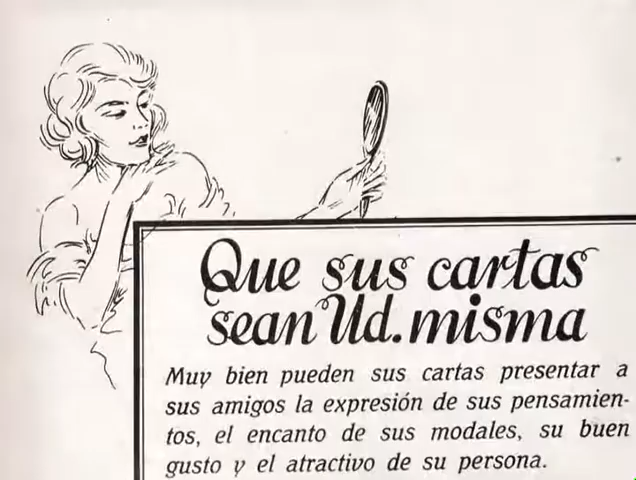 Que sus cartas
sean Ud. misma
Muy bien pueden sus cartas presentar a
sus amigos la expresión de sus pensamien-
tos, el encanto de sus modales, su buen
gusto y el atractivo de su persona.